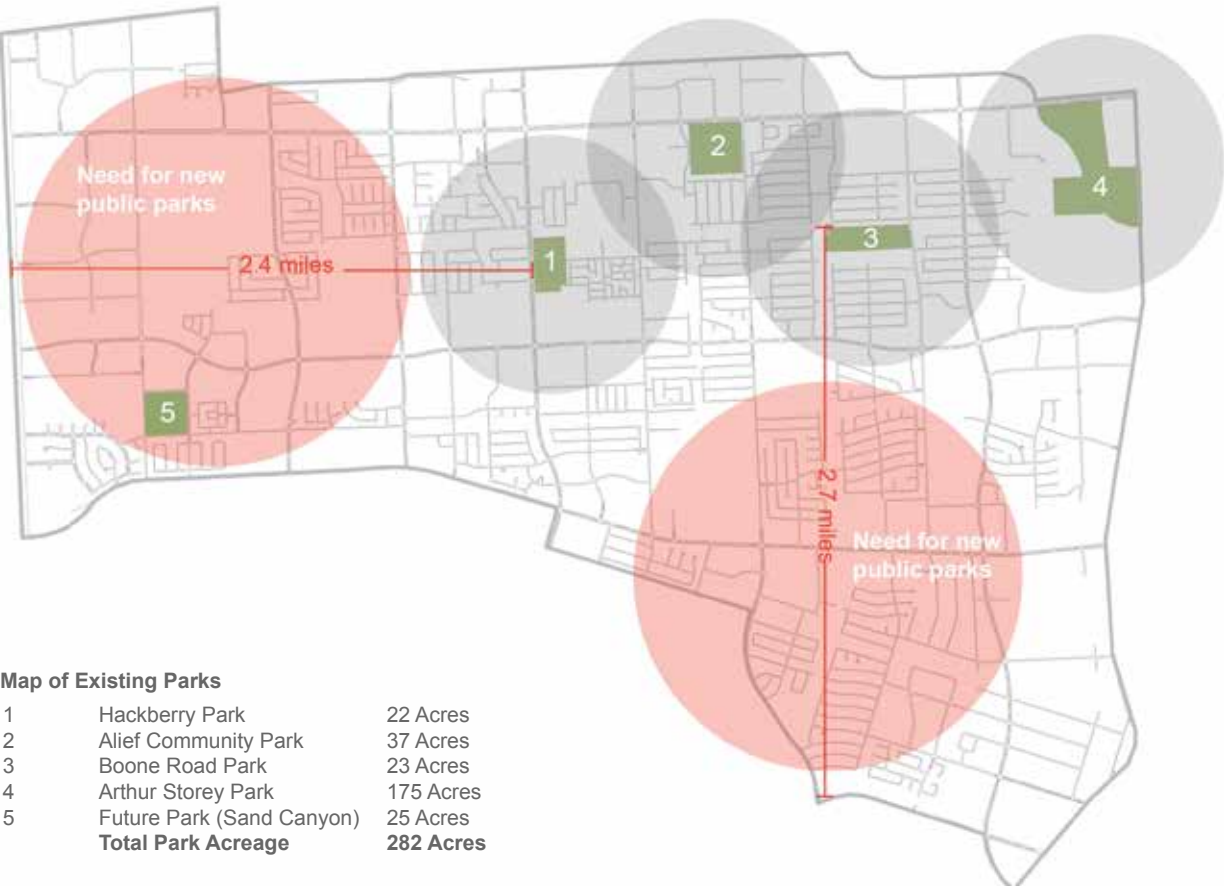 Need for new
public parks
2.4 miles
1
2
3
4
5
2.7 miles
Need for new
public parks
Map of Existing Parks
1 Hackberry Park 22 Acres
2 Alief Community Park 37 Acres
3 Boone Road Park 23 Acres
4 Arthur Storey Park 175 Acres
5 Future Park (Sand Canyon) 25 Acres
Total Park Acreage 282 Acres